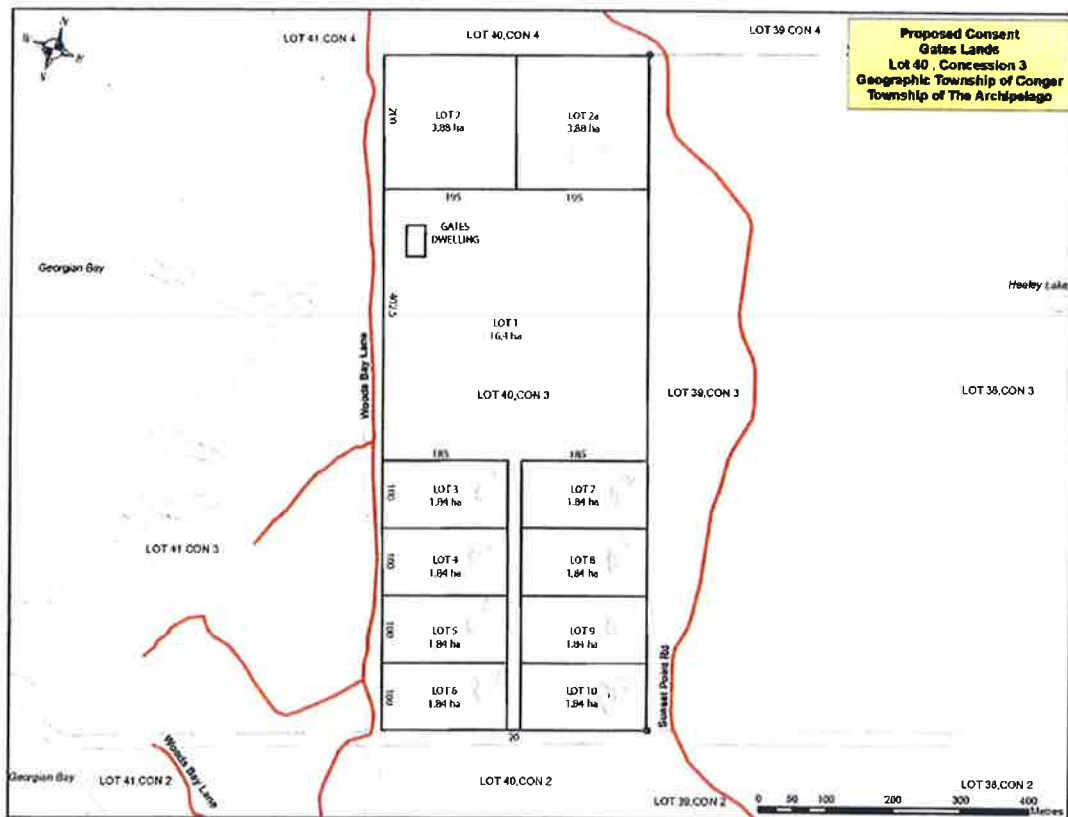 N
W
E
S
LOT 41, CON 4
LOT 40, CON 4
LOT 39 CON 4
Proposed Consent
Gates Lands
Lot 40 , Concession 3
Geographic Township of Conger
Township of The Archipelago
200
LOT 2
3.88 ha
LOT 2a
3.88 ha
195
195
GATES
DWELLING
Georgian Bay
Healey Lake
402.5
LOT 1
16.4 ha
Woods Bay Lane
LOT 40, CON 3
LOT 39, CON 3
LOT 38, CON 3
185
185
100
LOT 3
1.84 ha
LOT 7
1.84 ha
LOT 41 CON 3
100
LOT 4
1.84 ha
LOT 8
1.84 ha
100
LOT 5
1.84 ha
LOT 9
1.84 ha
100
LOT 6
1.84 ha
LOT 10
1.84 ha
Sunset Point Rd
20
Georgian Bay
LOT 41, CON 2
Woods Bay Lane
LOT 40, CON 2
LOT 39, CON 2
LOT 38, CON 2
0 50 100 200 300 400
Metres